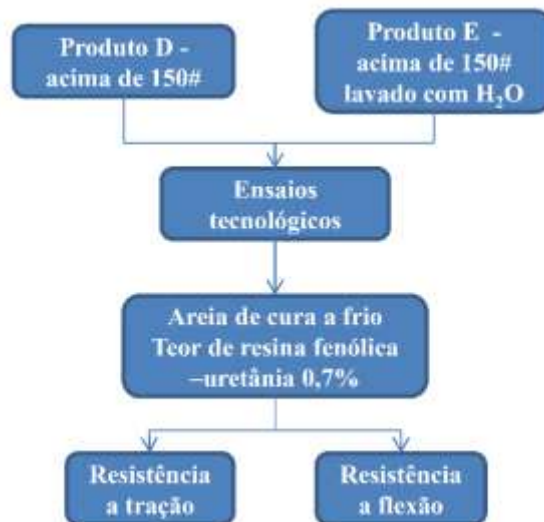 Produto D -
acima de 150#
Produto E -
acima de 150#
lavado com H₂O
Ensaios
tecnológicos
Areia de cura a frio
Teor de resina fenólica
–uretânia 0,7%
Resistência
a tração
Resistência
a flexão